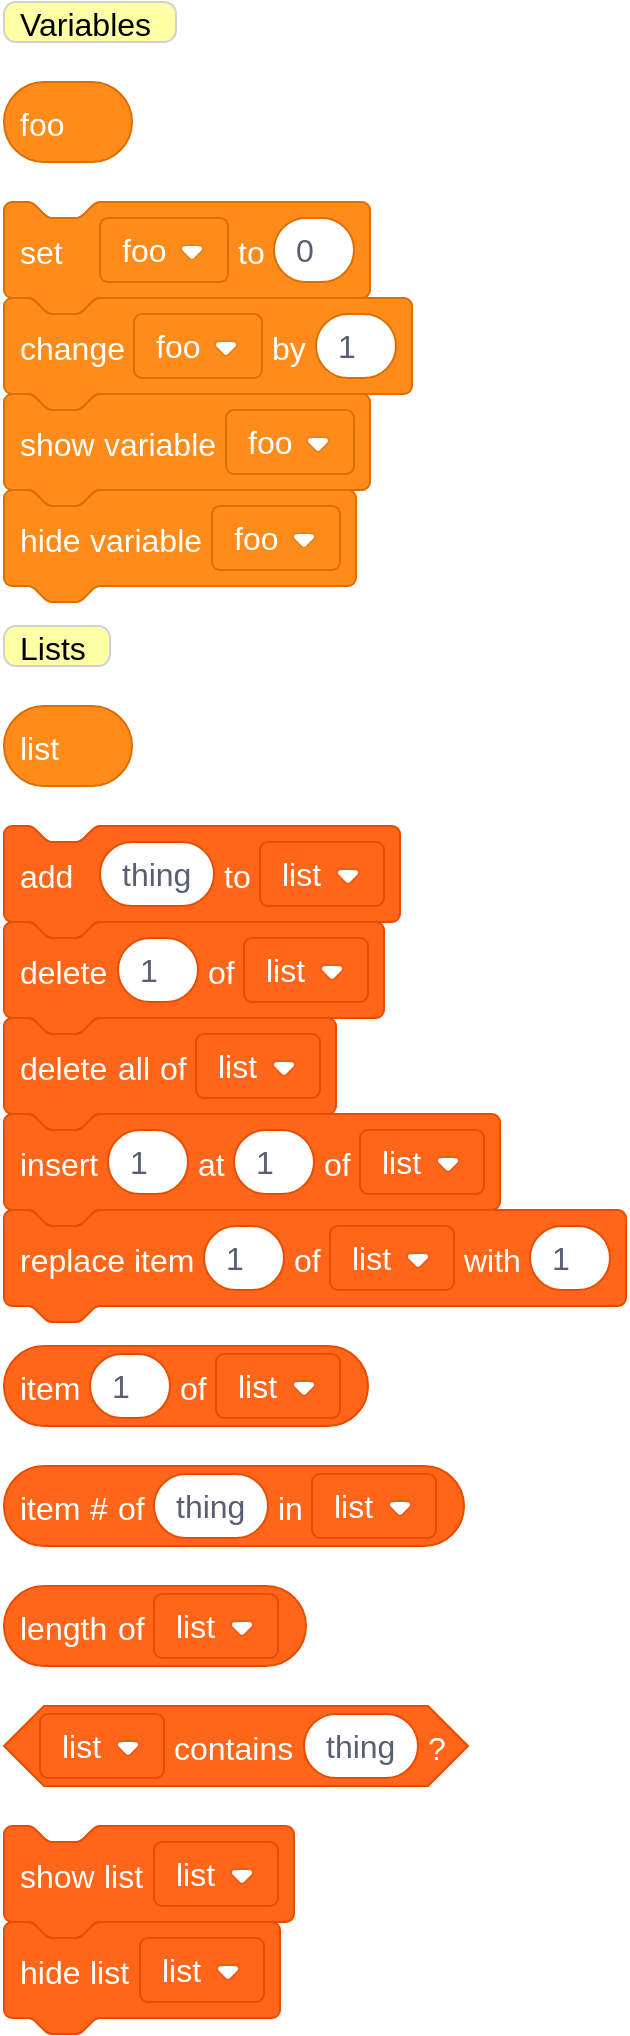 Variables
foo
set foo to 0
change foo by 1
show variable foo
hide variable foo
Lists
list
add thing to list
delete 1 of list
delete all of list
insert 1 at 1 of list
replace item 1 of list with 1
item 1 of list
item # of thing in list
length of list
list contains thing ?
show list list
hide list list